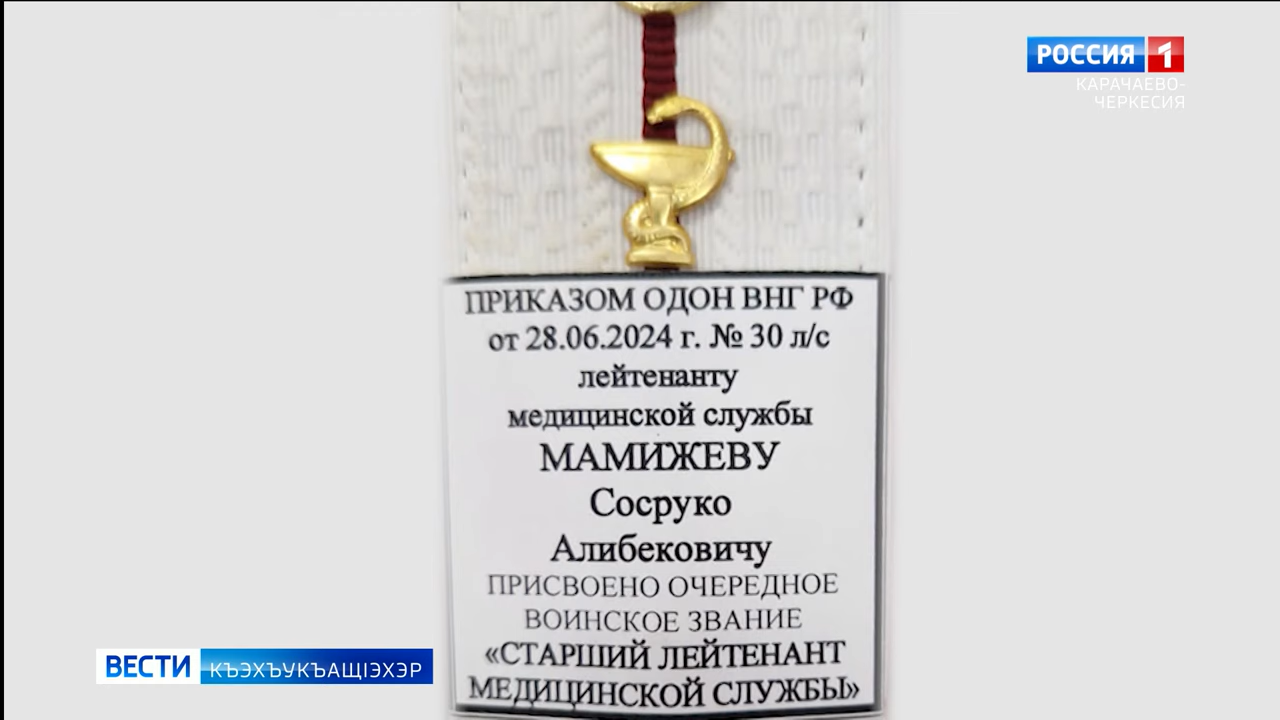 РОССИЯ 1
КАРАЧАЕВО-
ЧЕРКЕСИЯ
ПРИКАЗОМ ОДОН ВНГ РФ
от 28.06.2024 г. № 30 л/с
лейтенанту
медицинской службы
МАМИЖЕВУ
Сосруко
Алибековичу
ПРИСВОЕНО ОЧЕРЕДНОЕ
ВОИНСКОЕ ЗВАНИЕ
«СТАРШИЙ ЛЕЙТЕНАНТ
МЕДИЦИНСКОЙ СЛУЖБЫ»
ВЕСТИ КЪЭХЪУКЪАЩIЭХЭР